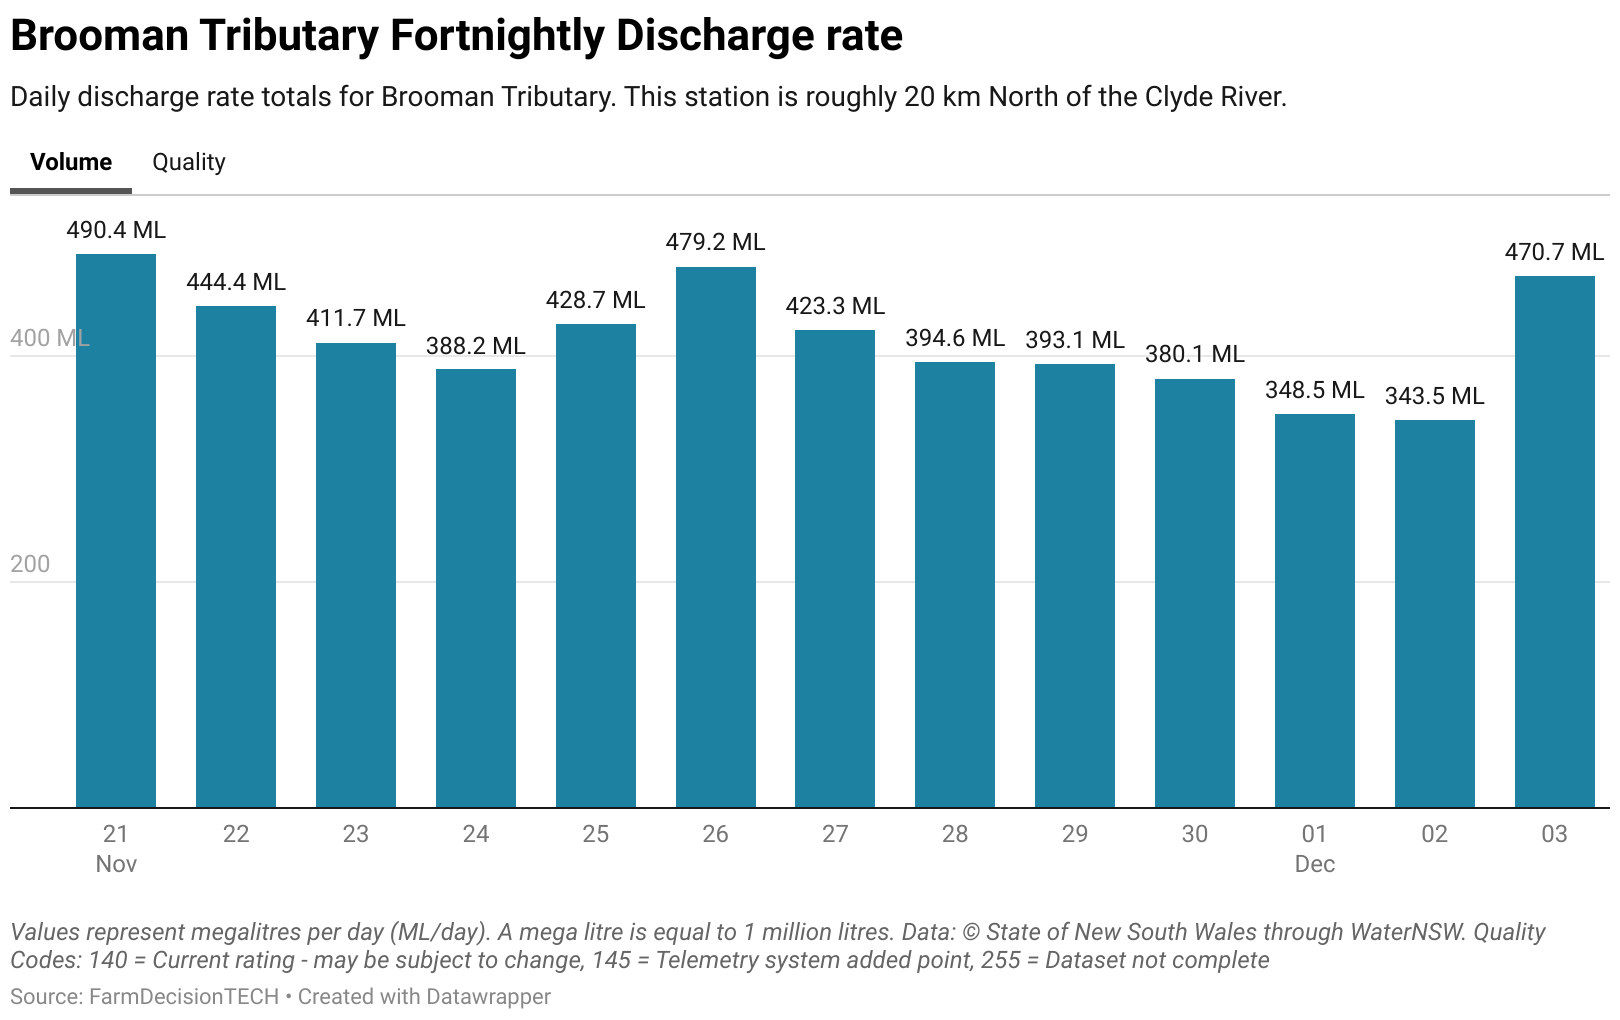 Brooman Tributary Fortnightly Discharge rate
Daily discharge rate totals for Brooman Tributary. This station is roughly 20 km North of the Clyde River.
Volume Quality
490.4 ML
444.4 ML
411.7 ML
388.2 ML
428.7 ML
479.2 ML
423.3 ML
394.6 ML
393.1 ML
380.1 ML
348.5 ML
343.5 ML
470.7 ML
400 ML
200
21 22 23 24 25 26 27 28 29 30 01 02 03
Nov Dec
Values represent megalitres per day (ML/day). A mega litre is equal to 1 million litres. Data: © State of New South Wales through WaterNSW. Quality
Codes: 140 = Current rating - may be subject to change, 145 = Telemetry system added point, 255 = Dataset not complete
Source: FarmDecisionTECH • Created with Datawrapper